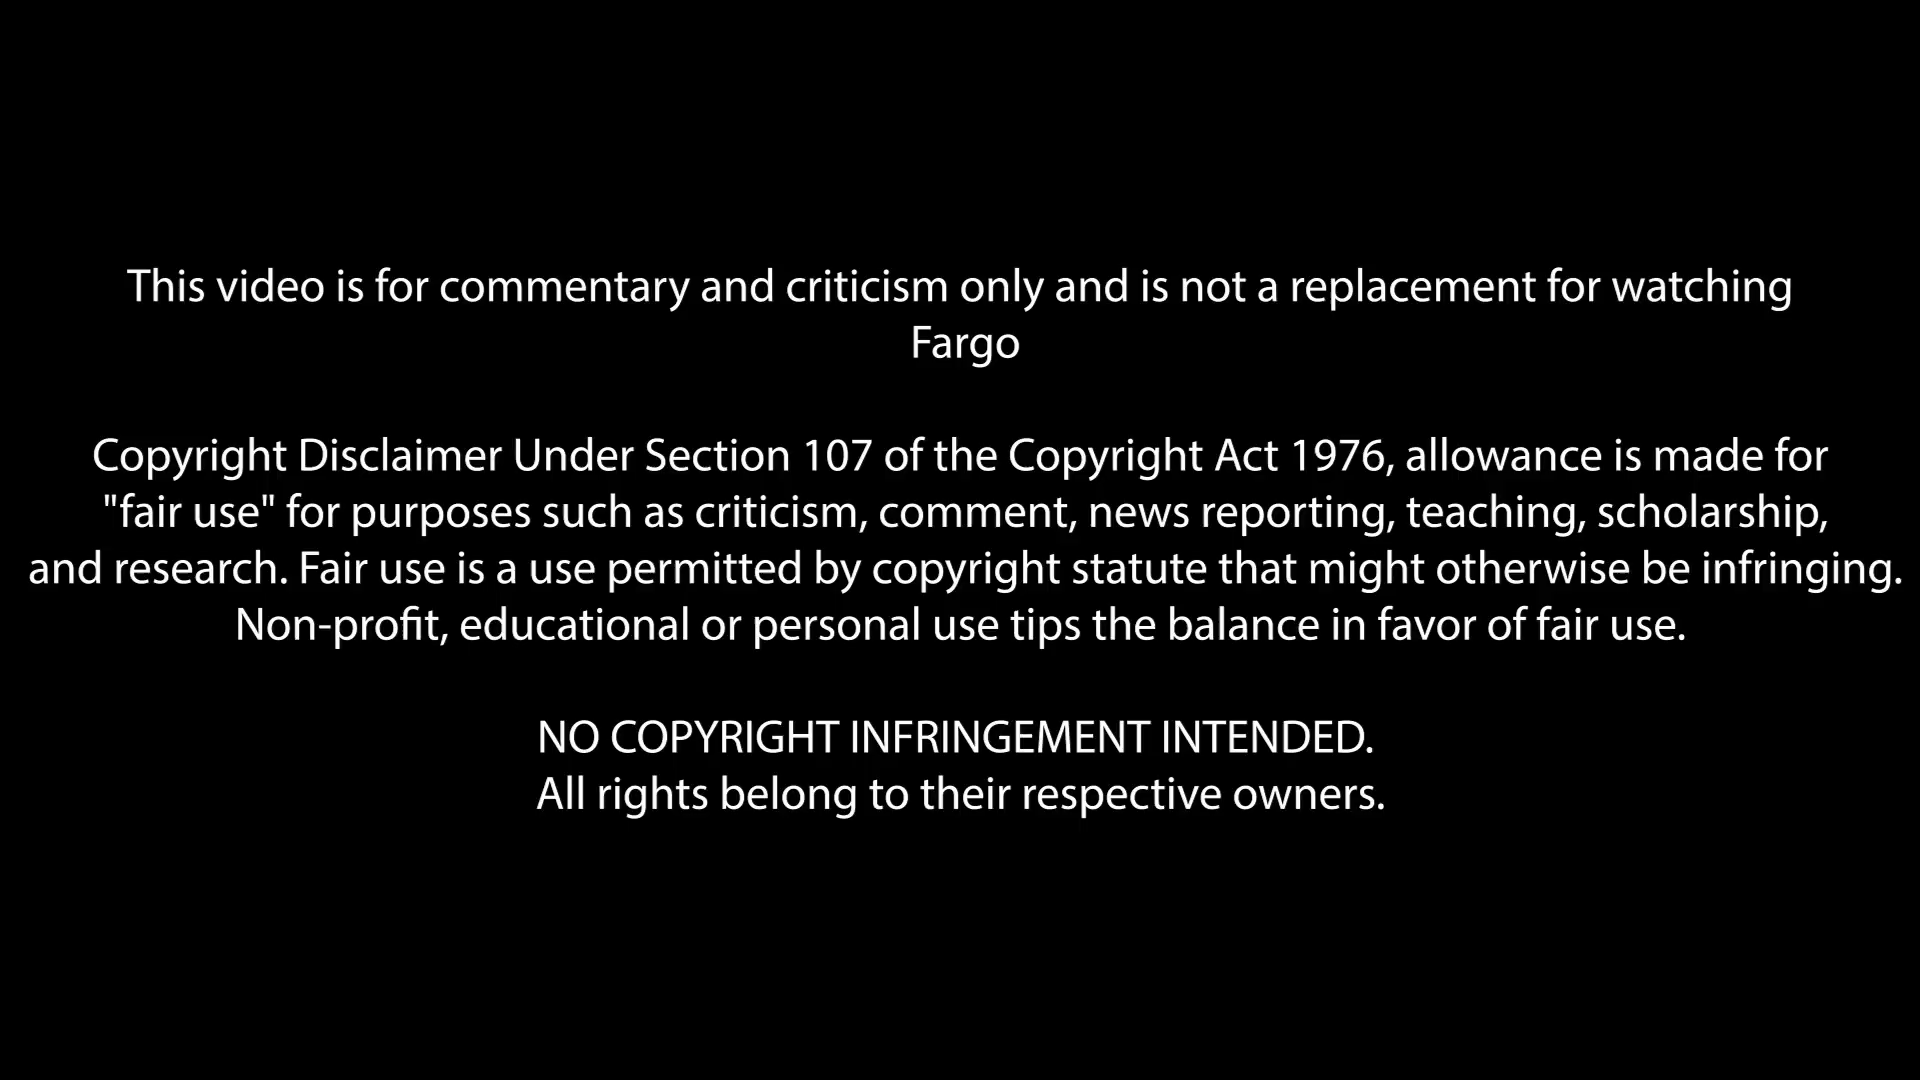 This video is for commentary and criticism only and is not a replacement for watching
Fargo
Copyright Disclaimer Under Section 107 of the Copyright Act 1976, allowance is made for
"fair use" for purposes such as criticism, comment, news reporting, teaching, scholarship,
and research. Fair use is a use permitted by copyright statute that might otherwise be infringing.
Non-profit, educational or personal use tips the balance in favor of fair use.
NO COPYRIGHT INFRINGEMENT INTENDED.
All rights belong to their respective owners.